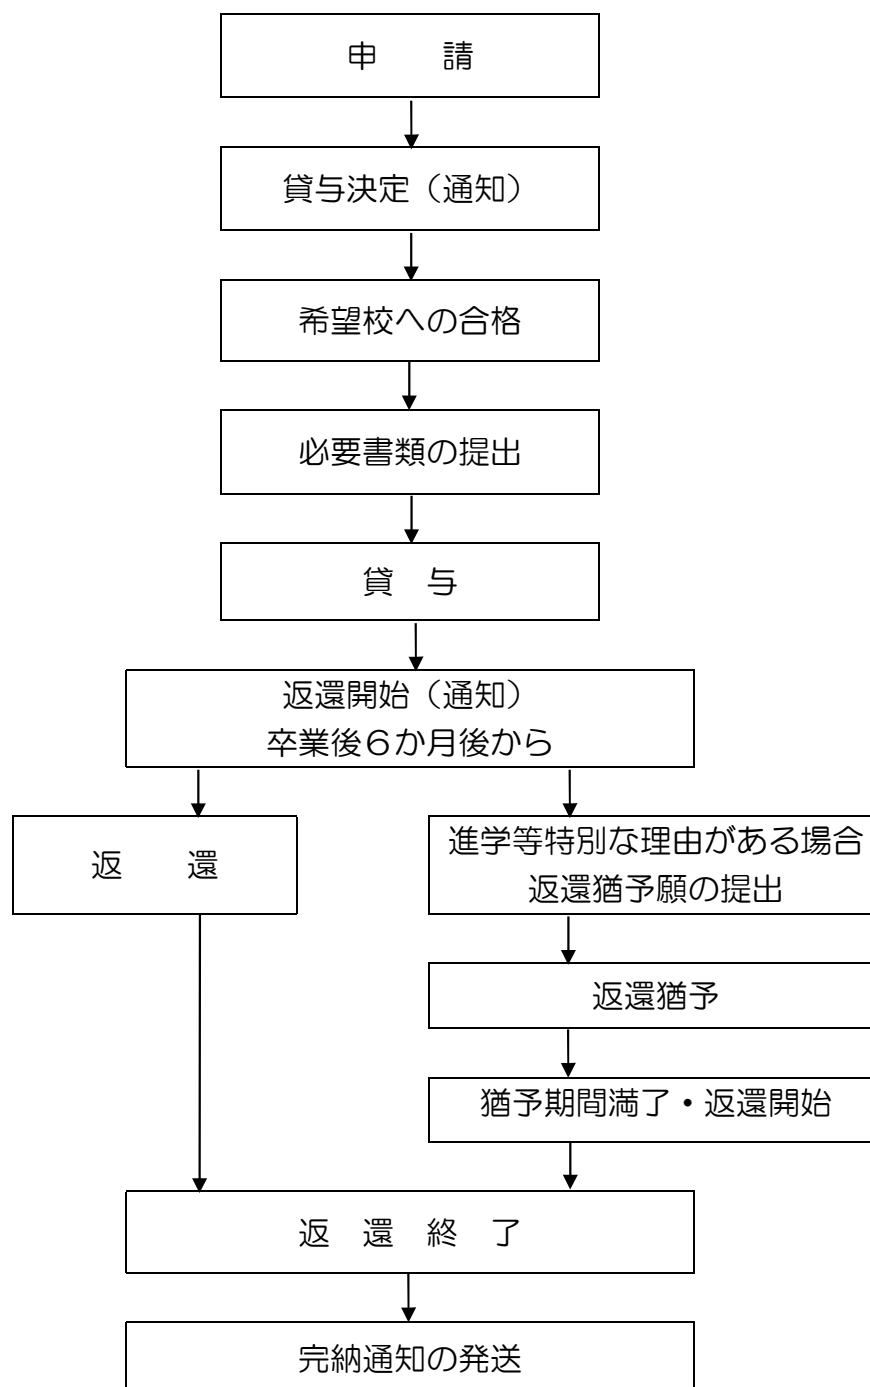 申　　請
貸与決定（通知）
希望校への合格
必要書類の提出
貸　与
返還開始（通知）
卒業後６か月後から
返　　還
進学等特別な理由がある場合
返還猶予願の提出
返還猶予
猶予期間満了・返還開始
返　還　終　了
完納通知の発送